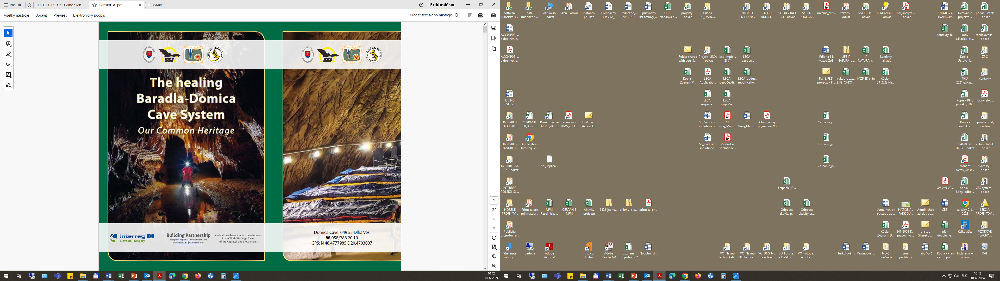 Ponuka
LIFE21 IPE SK 069837 MIS...
Domica_Aj.pdf
Vytvoriť
Prihlásiť sa
Všetky nástroje
Upraviť
Previesť
Elektronický podpis
Hľadať text alebo nástroje
The healing
Baradla-Domica
Cave System
Our Common Heritage
Interreg
Slovakia-Hungary
Building Partnership
European Regional Development Fund
www.skhu.eu | www.sk-hu.eu
Medical / wellness tourism development
in the World Heritage Caves
of the Aggtelek and Slovak Karst
Domica Cave, 049 55 Dlhá Ves
☎ 058/788 20 10
GPS: N 48,4777985 E 20,4703007
1
37
10:42
10. 6. 2024
software
(ulozisko.s...
data
(ulozisko.s...
ulozisko.so...
- odkaz
Sken – odkaz
Platobný
poukaz
Likvidacny
list k FA_
Predbezne_...
20230701
Sprievodný
list zmluvy_...
OBJ -
Žiadanka n...
projekty –
odkaz
zaloha
PC_DADO...
INTERREG
SK-HU 20...
SK-HU
DUNAJ...
SK-HU VTACI
RAJ – odkaz
SK-HU
DOMICA...
urcenie_MZ...
zakony –
odkaz
MAJETOK –
odkaz
REKLAMACIE
– odkaz
109_analyza...
– odkaz
STRATEGIA
FINANCOV...
Účtovanie
projekto...
podaci-listok
– odkaz
ACC04P02_...
o doplnenie...
Kontakty-R...
kódy
zákaziek-pr...
rozdelovnik –
odkaz
ACC04P02_...
o doplnenie...
Folder shared
with you L...
Projekt_LECA
– odkaz
leca_implp...
(2) (1)
LECA_
rozpoce...
Priloha 1 k
vyzve_ZoS
LIFE IP
NATURA_p...
IP
NATURA_r...
1.aktivity
naklady
Kopia -
Uctovani...
ZPC
Kópia -
Zoznam V...
LECA
Applicatio...
LECA_
rozpočet-fi...
LECA_budget
modificatio...
FW LIFE21
projects - Fi...
vykup-poze...
LIFE_CHKO ...
MZP SR plán
Kópia -
09_2023 Na...
PHU
2021-zakaz...
Kontakty
LIVING
RIVERS ...
LECA_
rozpoče...
LECA_
rozpoče...
Kopia - PHU
projekty_20...
hlavny_slov...
INTERREG
SK-AT 201...
CERPANIE
SK_AT – ...
Rozuctovanie
ACRC_241 ...
Príručka k
ITMS_v.1.1...
Fwd Fwd
Access t...
SL_Ziadost o
spolufinaco...
CE
Prog_Manu...
CE
Prog_Manu...
Change log
pr_manual V3
Cerpanie_p...
Kopia -
ciselnik a...
Spisove obaly
– odkaz
INTERREG
DANUBE T...
Application
Interreg Ec...
SL_Ziadost o
spolufinac...
Ziadost o
spolufinac...
Cerpanie_p...
BANKOVE
UCTY – odkaz
Zaloha fotiek
– odkaz
INTERREG SK
- CZ – odkaz
Sp._Teplica...
Cerpanie_p...
zoznam
uctov_SP-0...
Slovniky –
odkaz
INTERREG
POLSKO-SL...
čerpanie_IP...
OV_249-20...
Kópia -
Spisy_odbo...
CES system –
odkaz
NORSKE
PROJEKTY...
Prirucka pre
prijimatela...
NFM
Raseliniska...
CERPANIE
NFM
Aktivity
projektu
6492_jedno...
prilohy-k-p...
prirucka-pr...
Odpocet
aktivity p...
Odpocet
aktivity pr...
Usmernenie k
postupu ad...
NATIONAL
PARK DU...
Admin chce
zdieľať po...
CES_
záložky_2. 8.
2023
SEKCIA
PROJEKTOV...
Publicita
projektov_p...
Kópia -
Zoznam_D...
341-2004_K...
pracovnyc...
pristup
SharePoi...
plán
dovolenie...
Kalkulačka
VZOROVE
TLACIVA...
Stiahnuté
súbory ...
Dadová
Adobe
Acrobat
Infix PDF
Editor
Adobe
Reader 6.0
zoznam
projektov_7.2
Novotny_d...
VO_Nakup
technickeh...
VO_Nakup
IKT techni...
VO_DNS_N...
– odkaz
VO_Fotote...
+ Dalekohl...
VO_Fotopa...
– odkaz
Turkotová_...
Krasnocvet...
Nový
priečinok
Simi
podklady
Tabuľka č
Kópia - Plán
ZPC_II polr...
Instalacky –
odkaz
Kôš
SLK
10:42
10. 6. 2024